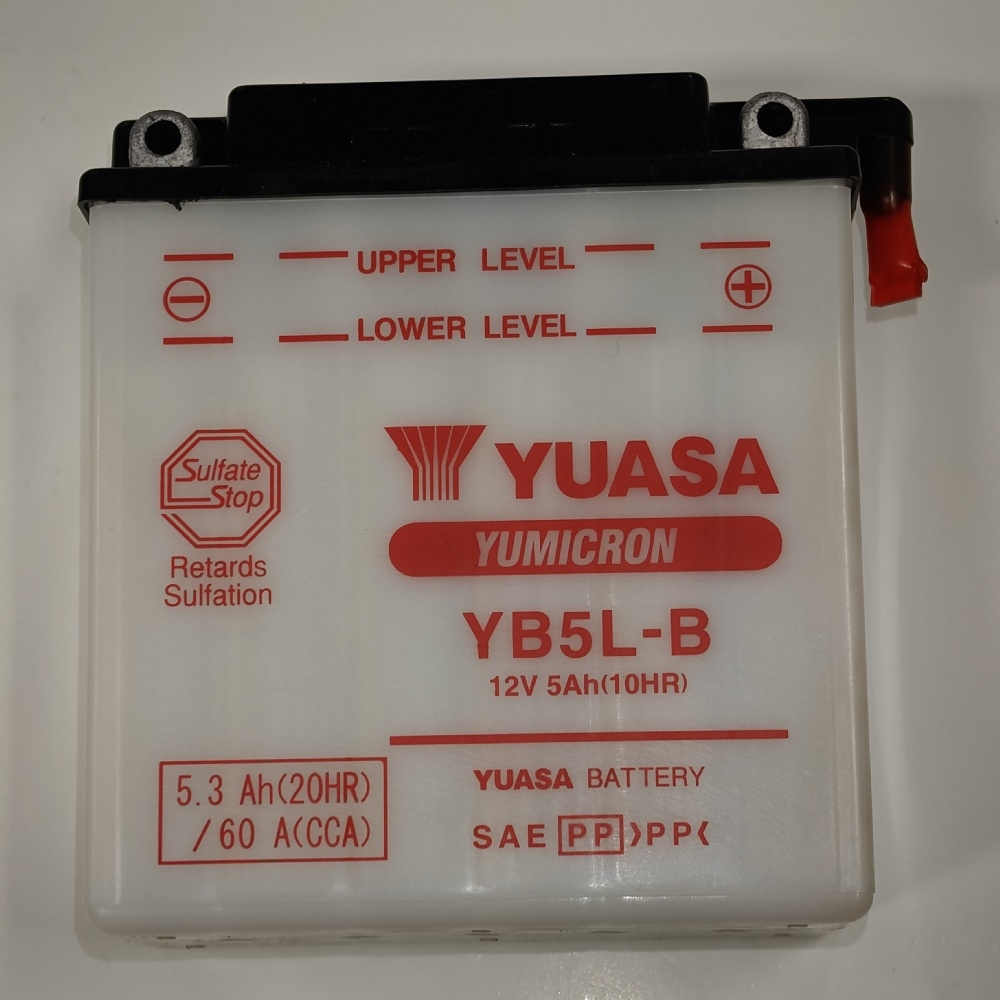 UPPER LEVEL
⊖ ⊕
LOWER LEVEL
Sulfate
Stop
Retards
Sulfation
YUASA
YUMICRON
YB5L-B
12V 5Ah(10HR)
5.3 Ah(20HR)
/60 A(CCA)
YUASA BATTERY
SAE PP >PP<